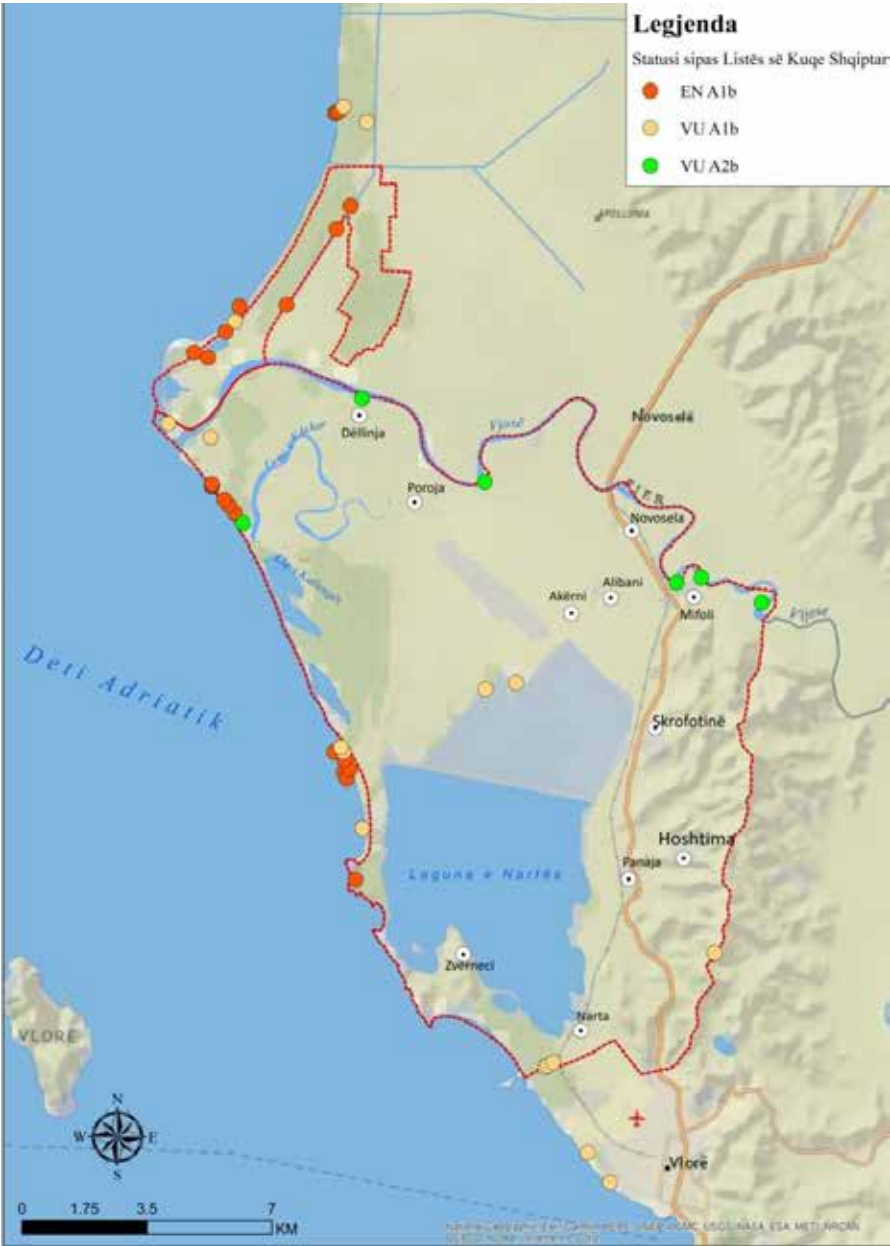 Legjenda
Statusi sipas Listës së Kuqe Shqiptar
EN A1b
VU A1b
VU A2b
APOLLONIA
Novoselë
Dëllinja
Vjosë
FIER
Poroja
Novosela
Alibani
Akërni
Mifoli
Vjosë
Deti Adriatik
Skrofotinë
Hoshtima
Panaja
Laguna e Nartës
Zvërneci
Narta
VLORË
N
W
E
S
Vlorë
0 1.75 3.5 7
KM